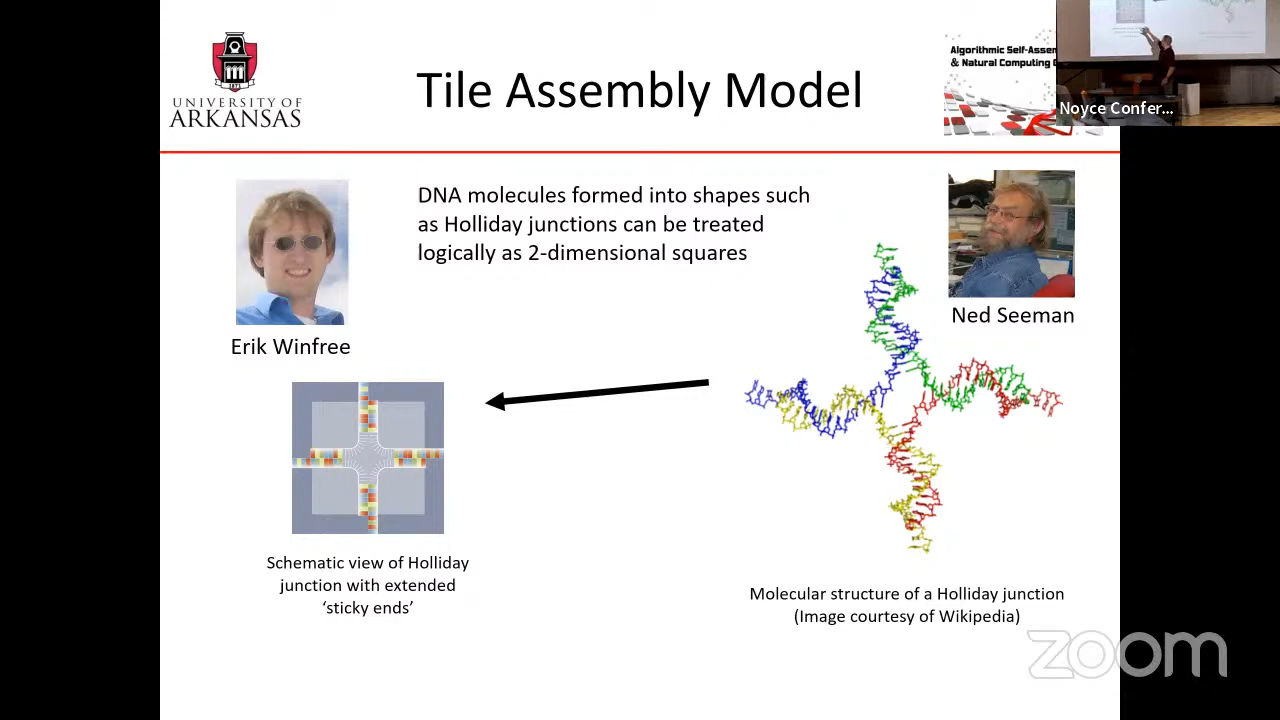 UNIVERSITY OF
ARKANSAS
Tile Assembly Model
Algorithmic Self-Assem
& Natural Computing
Noyce Confer...
DNA molecules formed into shapes such
as Holliday junctions can be treated
logically as 2-dimensional squares
Erik Winfree
Ned Seeman
Schematic view of Holliday
junction with extended
‘sticky ends’
Molecular structure of a Holliday junction
(Image courtesy of Wikipedia)
zoom